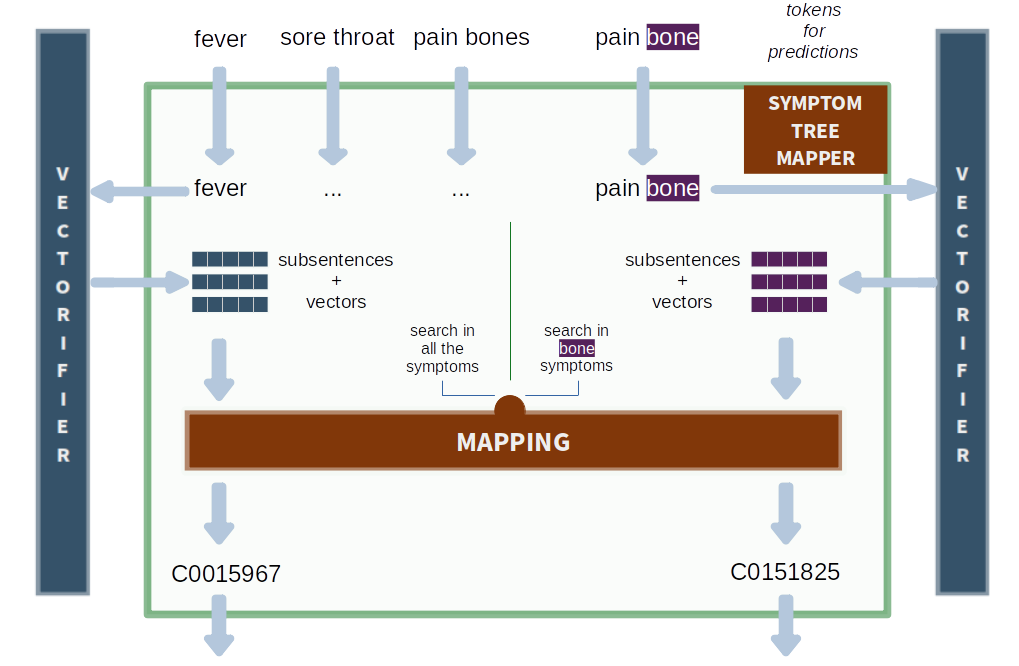 tokens
for
predictions
fever
sore throat
pain bones
pain bone
SYMPTOM
TREE
MAPPER
VECTORIFIER
fever
...
...
pain bone
VECTORIFIER
subsentences
+
vectors
subsentences
+
vectors
search in
all the
symptoms
search in
bone
symptoms
MAPPING
C0015967
C0151825